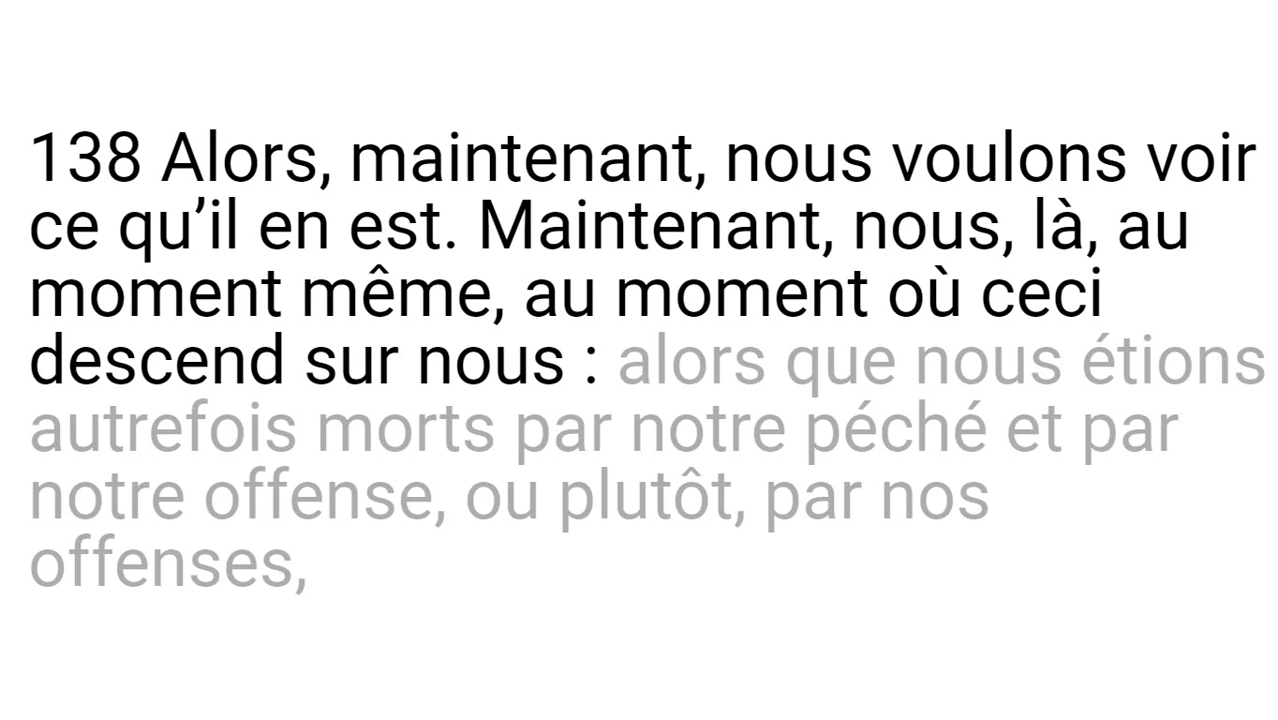 138 Alors, maintenant, nous voulons voir
ce qu’il en est. Maintenant, nous, là, au
moment même, au moment où ceci
descend sur nous : alors que nous étions
autrefois morts par notre péché et par
notre offense, ou plutôt, par nos
offenses,